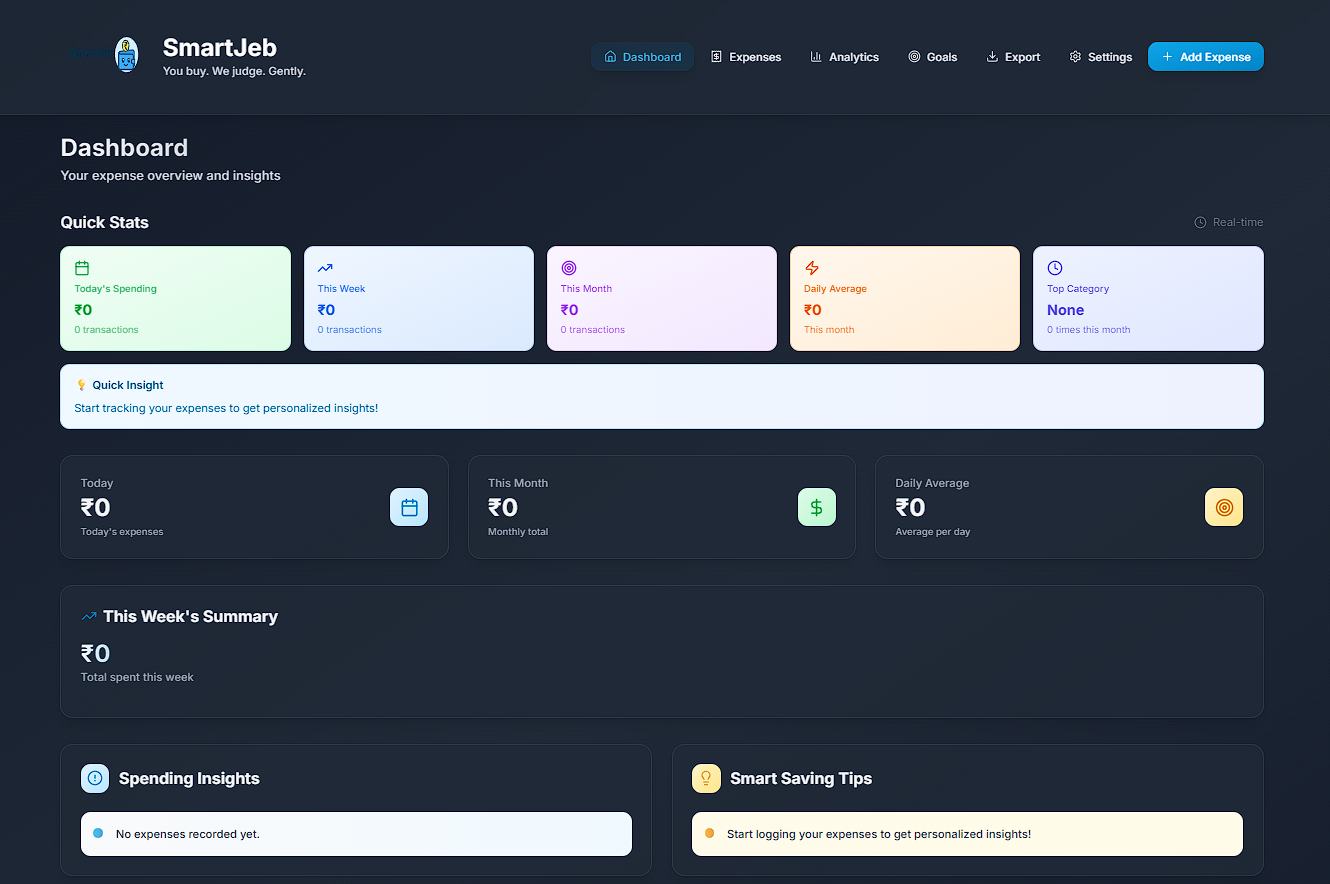 SmartJeb
You buy. We judge. Gently.
Dashboard
Expenses
Analytics
Goals
Export
Settings
Add Expense
Dashboard
Your expense overview and insights
Quick Stats
Real-time
Today's Spending
₹0
0 transactions
This Week
₹0
0 transactions
This Month
₹0
0 transactions
Daily Average
₹0
This month
Top Category
None
0 times this month
Quick Insight
Start tracking your expenses to get personalized insights!
Today
₹0
Today's expenses
This Month
₹0
Monthly total
Daily Average
₹0
Average per day
This Week's Summary
₹0
Total spent this week
Spending Insights
No expenses recorded yet.
Smart Saving Tips
Start logging your expenses to get personalized insights!